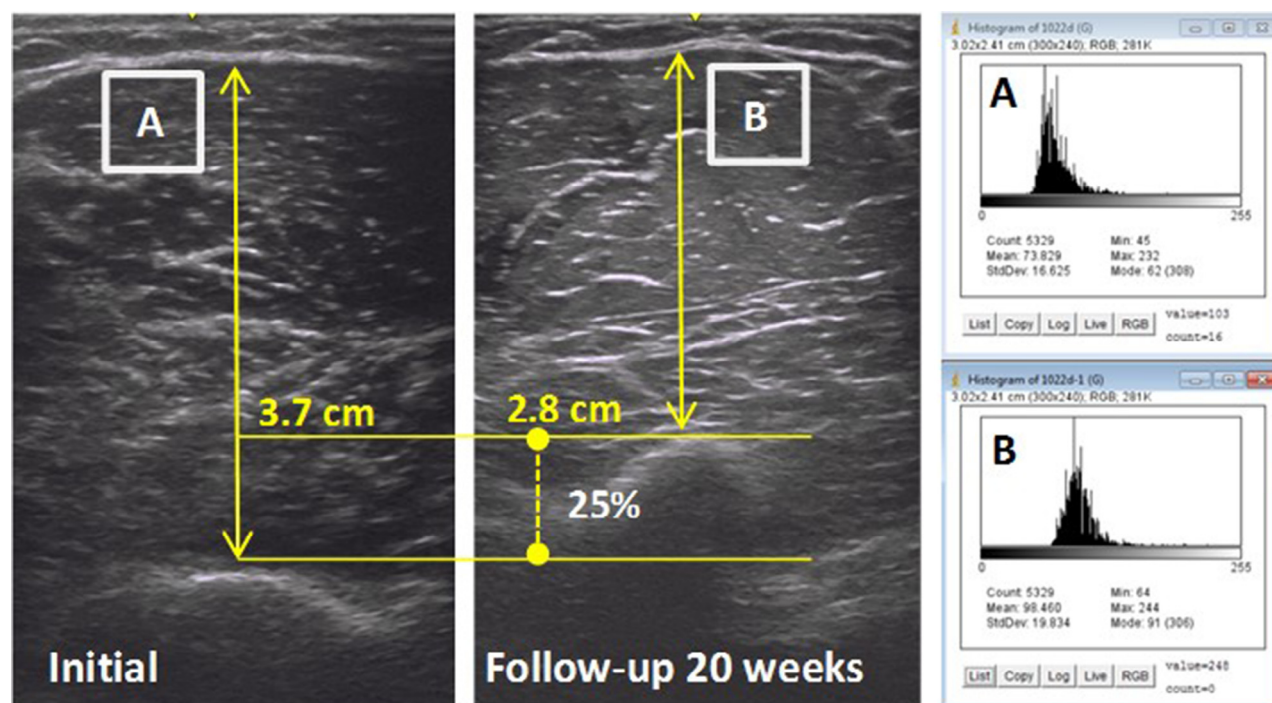 A
3.7 cm
Initial
B
2.8 cm
25%
Follow-up 20 weeks
Histogram of 1022d (G)
3.02x2.41 cm (300x240); RGB; 281K
A
0 255
Count: 5329 Min: 45
Mean: 73.829 Max: 232
StdDev: 16.625 Mode: 62 (308)
List Copy Log Live RGB value=103
count=16
Histogram of 1022d-1 (G)
3.02x2.41 cm (300x240); RGB; 281K
B
0 255
Count: 5329 Min: 64
Mean: 98.460 Max: 244
StdDev: 19.834 Mode: 91 (306)
List Copy Log Live RGB value=248
count=0